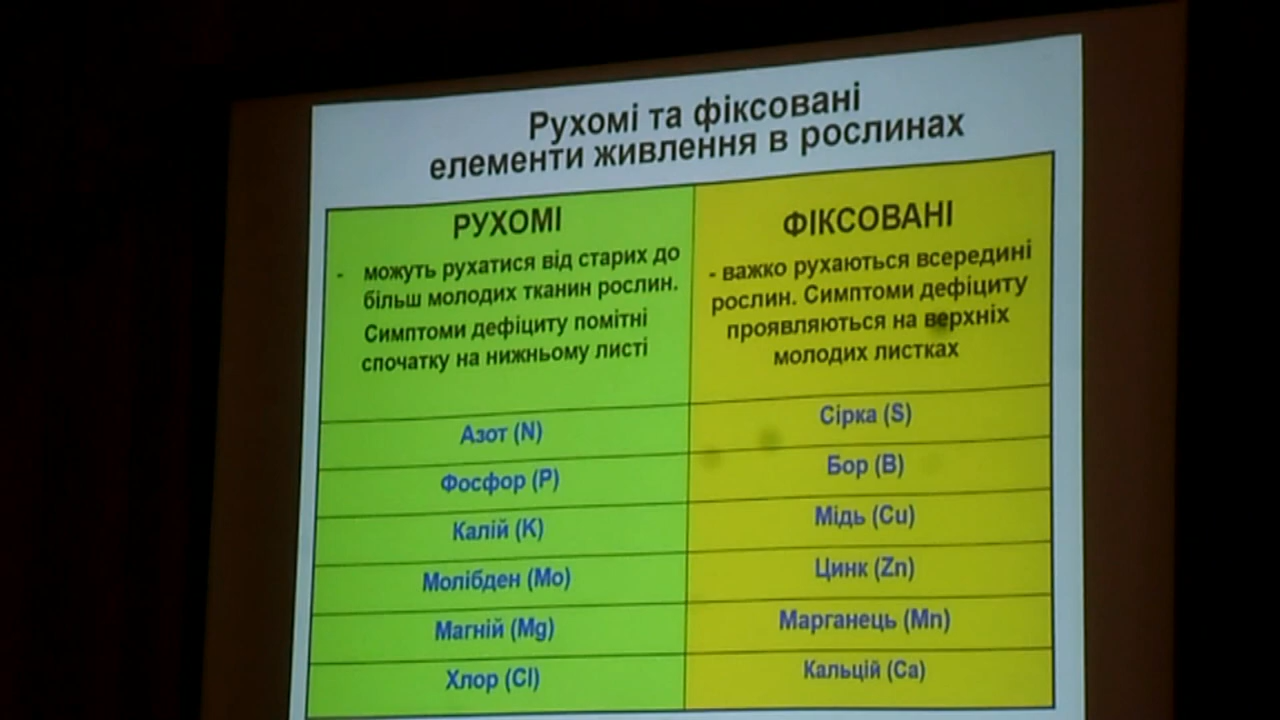 Рухомі та фіксовані
елементи живлення в рослинах
РУХОМІ
- можуть рухатися від старих до
більш молодих тканин рослин.
Симптоми дефіциту помітні
спочатку на нижньому листі
Азот (N)
Фосфор (P)
Калій (K)
Молібден (Mo)
Магній (Mg)
Хлор (Cl)
ФІКСОВАНІ
- важко рухаються всередині
рослин. Симптоми дефіциту
проявляються на верхніх
молодих листках
Сірка (S)
Бор (B)
Мідь (Cu)
Цинк (Zn)
Марганець (Mn)
Кальцій (Ca)